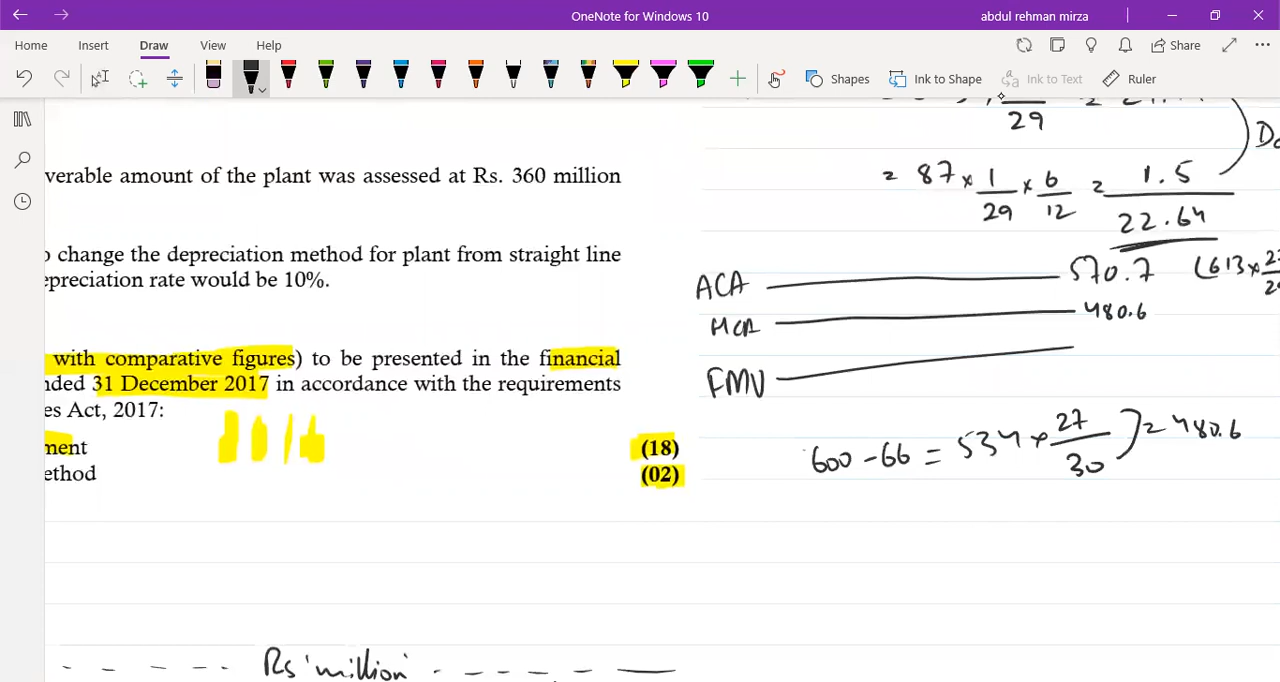 OneNote for Windows 10
abdul rehman mirza
Home Insert Draw View Help
Share
Shapes Ink to Shape Ink to Text Ruler
29
verable amount of the plant was assessed at Rs. 360 million
= 87 × 1/29 × 6/12 = 1.5
22.64
change the depreciation method for plant from straight line
epreciation rate would be 10%.
ACA 570.7 (613 ×
MCA 480.6
FMV
with comparative figures) to be presented in the financial
nded 31 December 2017 in accordance with the requirements
es Act, 2017:
2016
ment (18)
ethod (02)
600 - 66 = 534 × 27/30 ) = 480.6
Rs 'million'